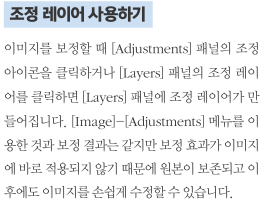 조정 레이어 사용하기
이미지를 보정할 때 [Adjustments] 패널의 조정
아이콘을 클릭하거나 [Layers] 패널의 조정 레이
어를 클릭하면 [Layers] 패널에 조정 레이어가 만
들어집니다. [Image]-[Adjustments] 메뉴를 이
용한 것과 보정 결과는 같지만 보정 효과가 이미지
에 바로 적용되지 않기 때문에 원본이 보존되고 이
후에도 이미지를 손쉽게 수정할 수 있습니다.